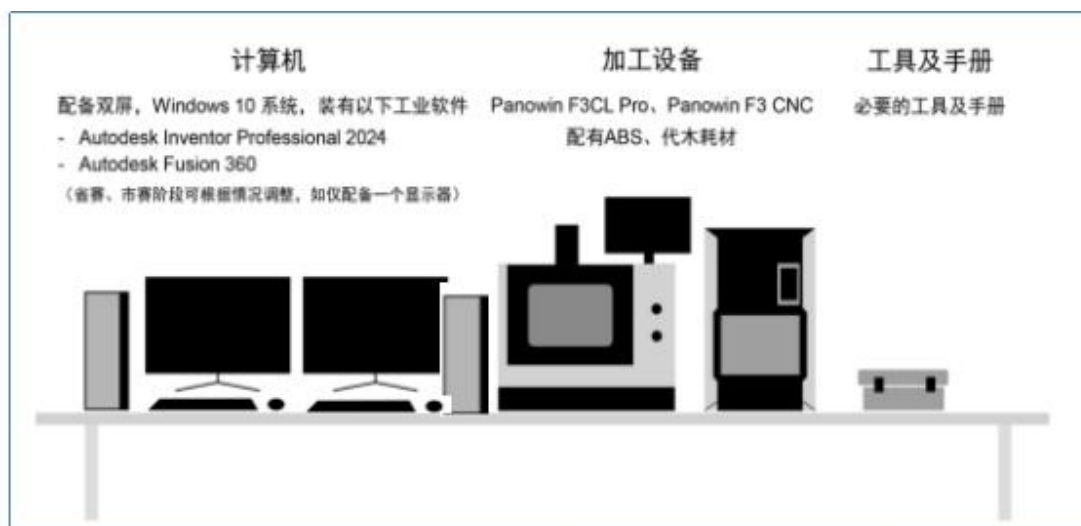 计算机
配备双屏，Windows 10 系统，装有以下工业软件
- Autodesk Inventor Professional 2024
- Autodesk Fusion 360
（省赛、市赛阶段可根据情况调整，如仅配备一个显示器）
加工设备
Panowin F3CL Pro、Panowin F3 CNC
配有ABS、代木耗材
工具及手册
必要的工具及手册